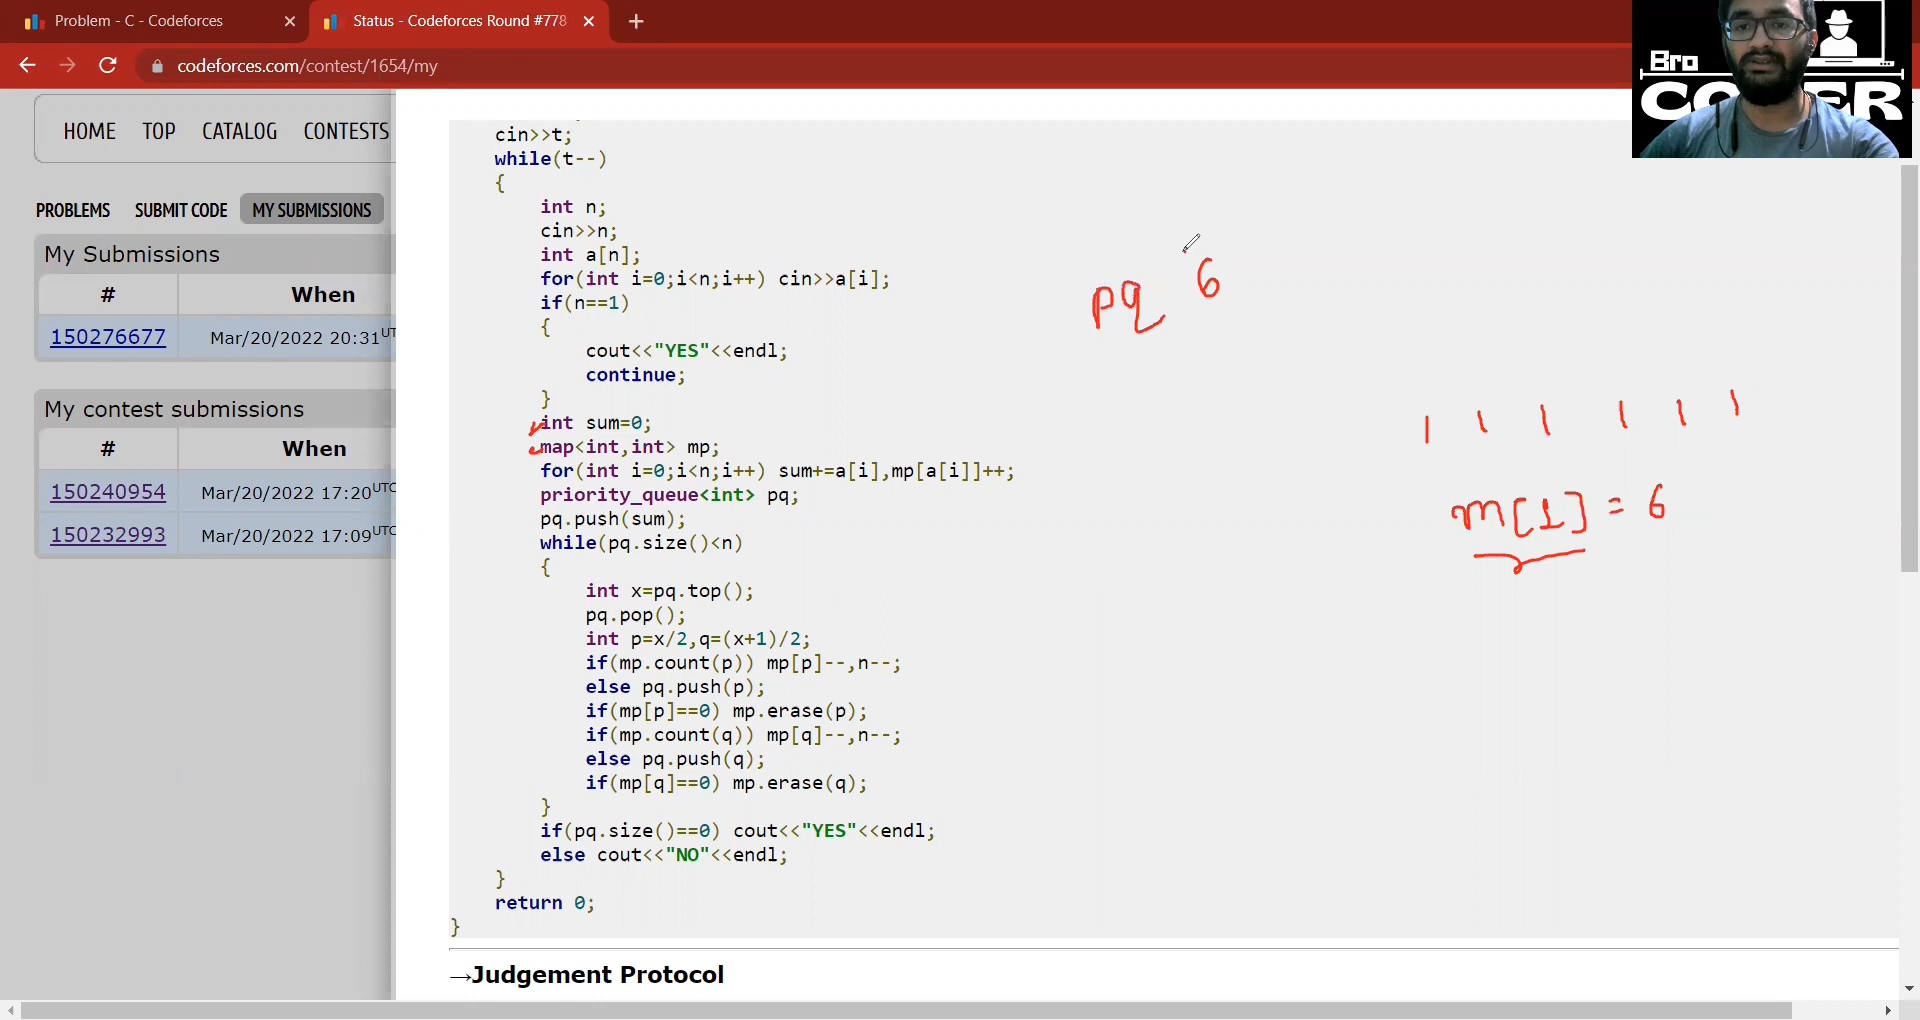 Problem - C - Codeforces
Status - Codeforces Round #778
codeforces.com/contest/1654/my
Bro
HOME TOP CATALOG CONTESTS
PROBLEMS SUBMIT CODE MY SUBMISSIONS
My Submissions
# When
150276677 Mar/20/2022 20:31UTC
My contest submissions
# When
150240954 Mar/20/2022 17:20UTC
150232993 Mar/20/2022 17:09UTC
cin>>t;
while(t--)
{
int n;
cin>>n;
int a[n];
for(int i=0;i<n;i++) cin>>a[i];
if(n==1)
{
cout<<"YES"<<endl;
continue;
}
int sum=0;
map<int,int> mp;
for(int i=0;i<n;i++) sum+=a[i],mp[a[i]]++;
priority_queue<int> pq;
pq.push(sum);
while(pq.size()<n)
{
int x=pq.top();
pq.pop();
int p=x/2,q=(x+1)/2;
if(mp.count(p)) mp[p]--,n--;
else pq.push(p);
if(mp[p]==0) mp.erase(p);
if(mp.count(q)) mp[q]--,n--;
else pq.push(q);
if(mp[q]==0) mp.erase(q);
}
if(pq.size()==0) cout<<"YES"<<endl;
else cout<<"NO"<<endl;
}
return 0;
}
→Judgement Protocol
pq 6
1 1 1 1 1 1
m[1] = 6